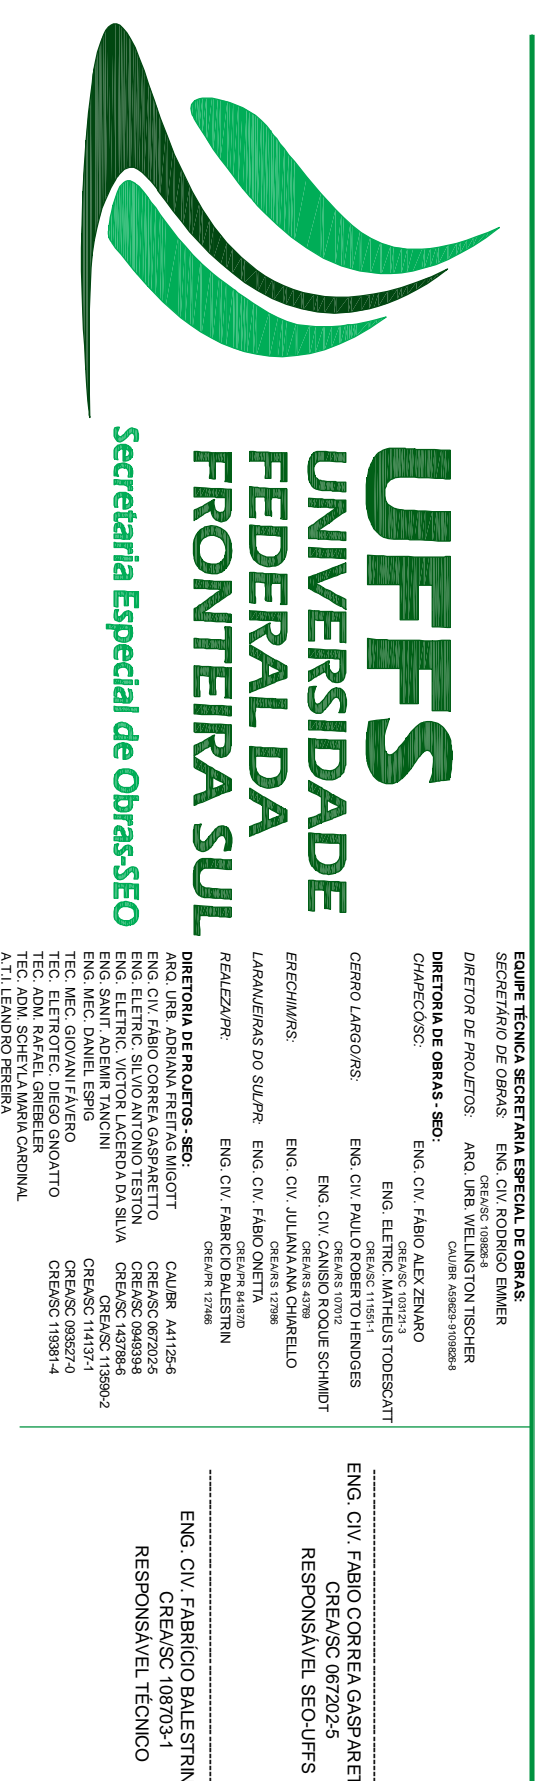 UFFS
UNIVERSIDADE
FEDERAL DA
FRONTEIRA SUL
Secretaria Especial de Obras-SEO
EQUIPE TÉCNICA SECRETARIA ESPECIAL DE OBRAS:
SECRETÁRIO DE OBRAS: ENG. CIV. RODRIGO EMMER
CREA/SC 109826-8
DIRETOR DE PROJETOS: ARQ. URB. WELLINGTON TISCHER
CAU/BR A59629-9109826-8
DIRETORIA DE OBRAS - SEO:
CHAPECÓ/SC: ENG. CIV. FÁBIO ALEX ZENARO
CREA/SC 103121-3
ENG. ELETRIC. MATHEUS TODESCATT
CREA/SC 111551-1
CERRO LARGO/RS: ENG. CIV. PAULO ROBERTO HENDGES
CREA/RS 107012
ENG. CIV. CANISIO ROQUE SCHMIDT
CREA/RS 43769
ERECHIM/RS: ENG. CIV. JULIANA ANA CHIARELLO
CREA/RS 127986
LARANJEIRAS DO SUL/PR: ENG. CIV. FÁBIO ONETTA
CREA/PR 84187/D
REALEZA/PR: ENG. CIV. FABRICIO BALESTRIN
CREA/PR 127466
DIRETORIA DE PROJETOS - SEO:
ARQ. URB. ADRIANA FREITAG MIGOTT CAU/BR A41125-6
ENG. CIV. FÁBIO CORREA GASPARETTO CREA/SC 067202-5
ENG. ELETRIC. SILVIO ANTONIO TESTON CREA/SC 094939-8
ENG. ELETRIC. VICTOR LACERDA DA SILVA CREA/SC 143788-6
ENG. SANIT. ADEMIR TANCINI CREA/SC 113590-2
ENG. MEC. DANIEL ESPIG CREA/SC 114137-1
TEC. MEC. GIOVANI FÁVERO CREA/SC 093527-0
TEC. ELETROTEC. DIEGO GNOATTO CREA/SC 119381-4
TEC. ADM. RAFAEL GRIEBELER
TEC. ADM. SCHEYLA MARIA CARDINAL
A.T.I. LEANDRO PEREIRA
ENG. CIV. FABIO CORREA GASPARET
CREA/SC 067202-5
RESPONSÁVEL SEO-UFFS
ENG. CIV. FABRÍCIO BALESTRIN
CREA/SC 108703-1
RESPONSÁVEL TÉCNICO